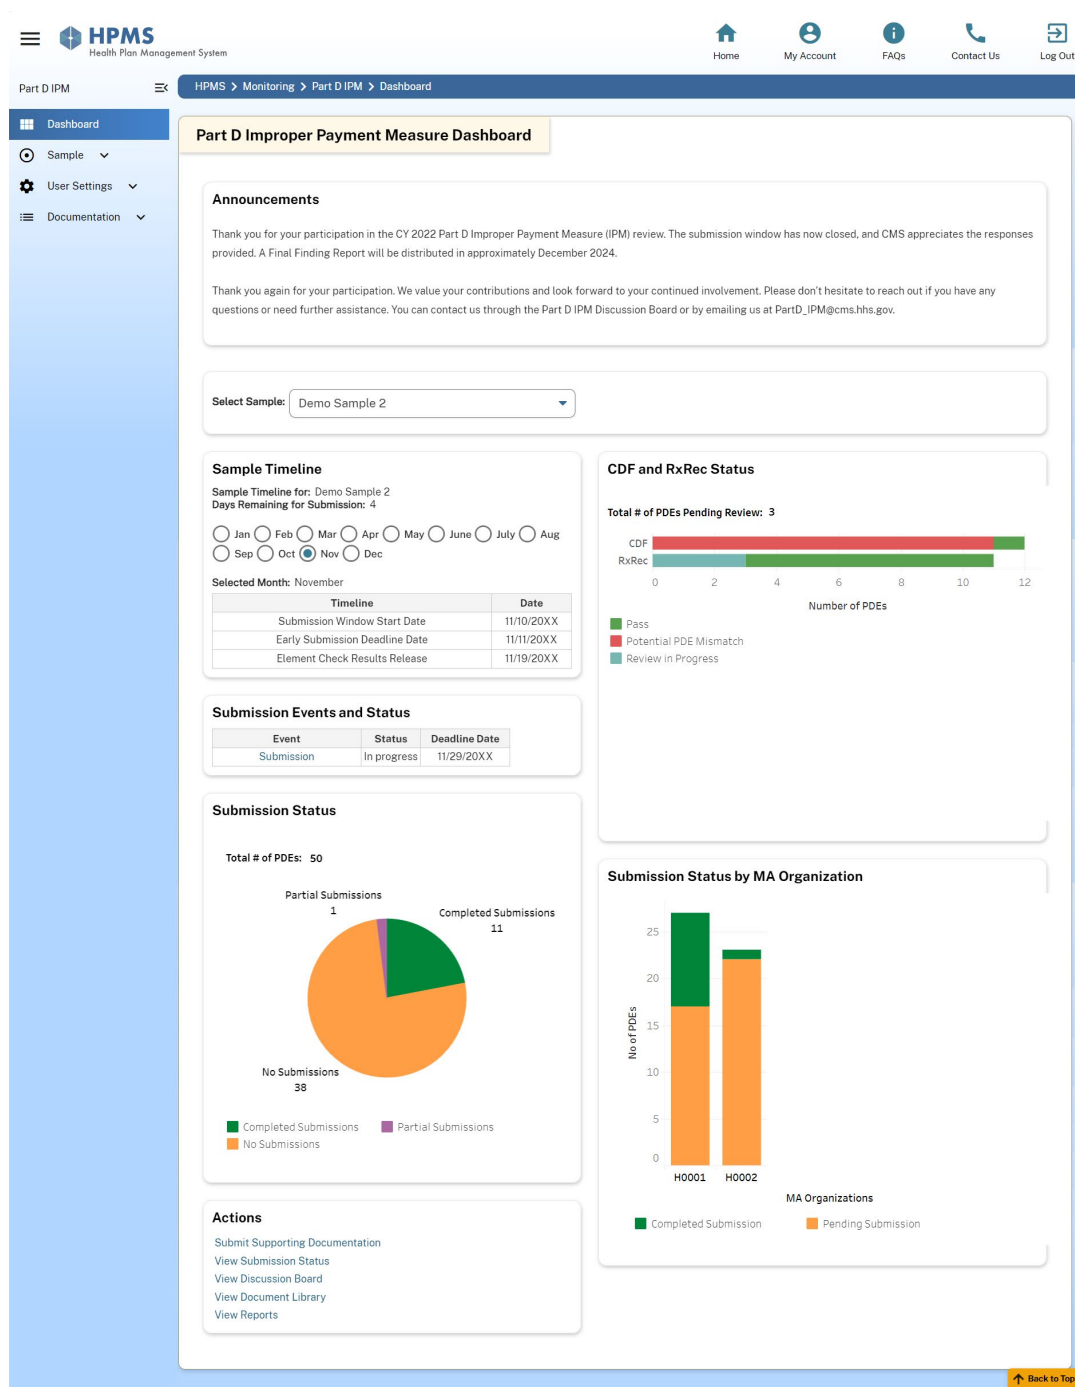 HPMS
Health Plan Management System
Home
My Account
FAQs
Contact Us
Log Out
Part D IPM
HPMS > Monitoring > Part D IPM > Dashboard
Dashboard
Sample
User Settings
Documentation
Part D Improper Payment Measure Dashboard
Announcements
Thank you for your participation in the CY 2022 Part D Improper Payment Measure (IPM) review. The submission window has now closed, and CMS appreciates the responses
provided. A Final Finding Report will be distributed in approximately December 2024.
Thank you again for your participation. We value your contributions and look forward to your continued involvement. Please don't hesitate to reach out if you have any
questions or need further assistance. You can contact us through the Part D IPM Discussion Board or by emailing us at PartD_IPM@cms.hhs.gov.
Select Sample: Demo Sample 2
Sample Timeline
Sample Timeline for: Demo Sample 2
Days Remaining for Submission: 4
Jan Feb Mar Apr May June July Aug
Sep Oct Nov Dec
Selected Month: November
Timeline Date
Submission Window Start Date 11/10/20XX
Early Submission Deadline Date 11/11/20XX
Element Check Results Release 11/19/20XX
Submission Events and Status
Event Status Deadline Date
Submission In progress 11/29/20XX
Submission Status
Total # of PDEs: 50
Partial Submissions
1
Completed Submissions
11
No Submissions
38
Completed Submissions Partial Submissions
No Submissions
Actions
Submit Supporting Documentation
View Submission Status
View Discussion Board
View Document Library
View Reports
CDF and RxRec Status
Total # of PDEs Pending Review: 3
CDF
RxRec
0 2 4 6 8 10 12
Number of PDEs
Pass
Potential PDE Mismatch
Review in Progress
Submission Status by MA Organization
25
20
15
10
5
0
No of PDEs
H0001 H0002
MA Organizations
Completed Submission Pending Submission
Back to Top